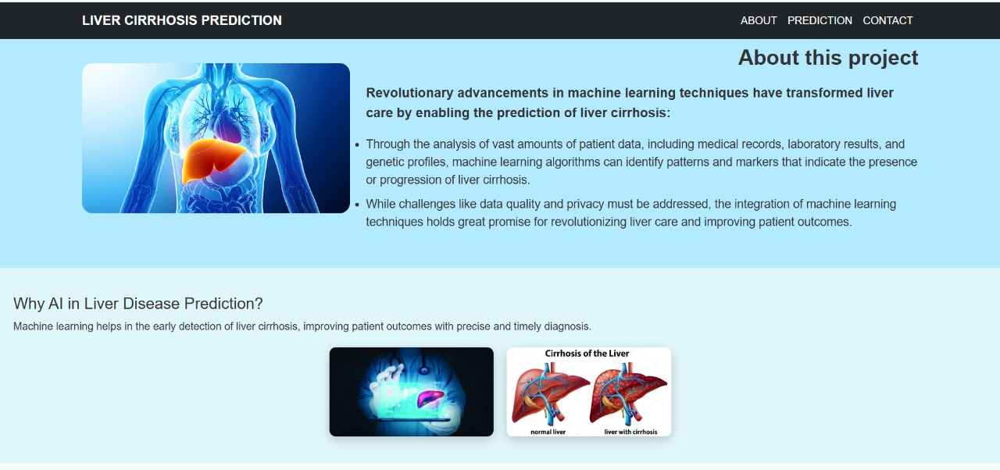 LIVER CIRRHOSIS PREDICTION
ABOUT PREDICTION CONTACT
About this project
Revolutionary advancements in machine learning techniques have transformed liver
care by enabling the prediction of liver cirrhosis:
• Through the analysis of vast amounts of patient data, including medical records, laboratory results, and
genetic profiles, machine learning algorithms can identify patterns and markers that indicate the presence
or progression of liver cirrhosis.
• While challenges like data quality and privacy must be addressed, the integration of machine learning
techniques holds great promise for revolutionizing liver care and improving patient outcomes.
Why AI in Liver Disease Prediction?
Machine learning helps in the early detection of liver cirrhosis, improving patient outcomes with precise and timely diagnosis.
Cirrhosis of the Liver
normal liver
liver with cirrhosis